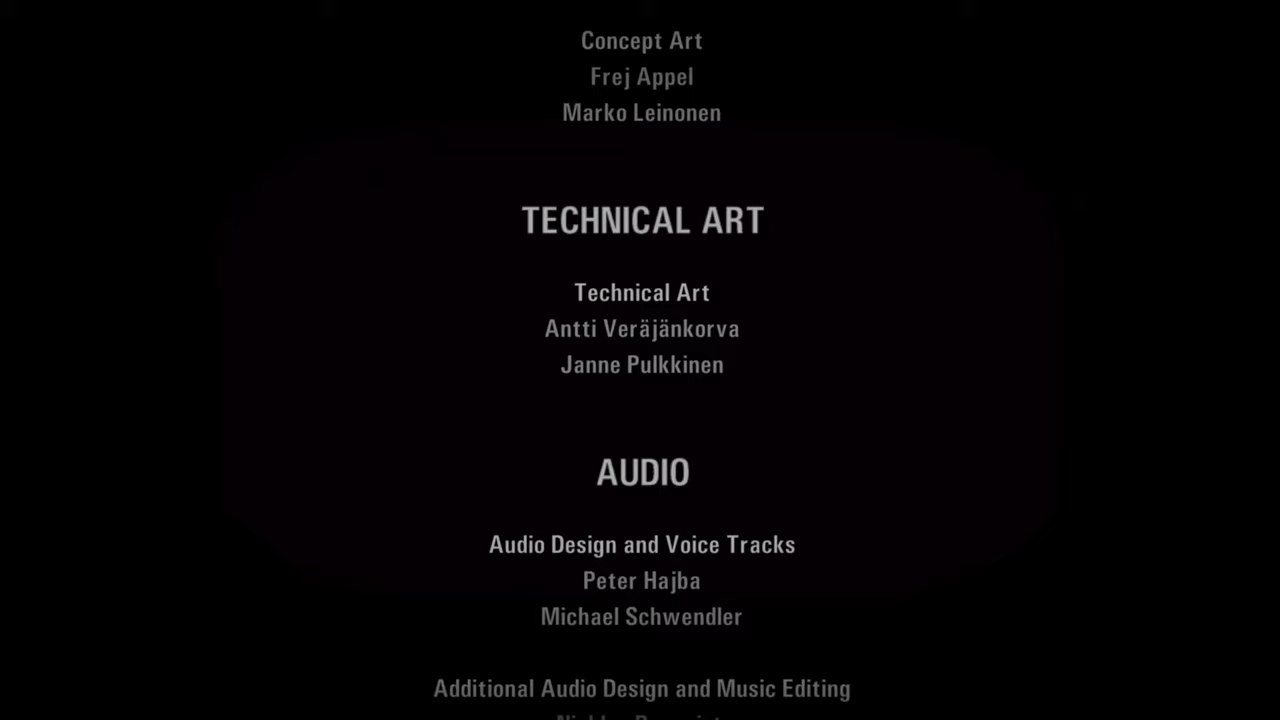 Concept Art
Frej Appel
Marko Leinonen
TECHNICAL ART
Technical Art
Antti Veräjänkorva
Janne Pulkkinen
AUDIO
Audio Design and Voice Tracks
Peter Hajba
Michael Schwendler
Additional Audio Design and Music Editing